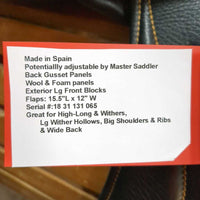 Made in Spain
Potentiallly adjustable by Master Saddler
Back Gusset Panels
Wool & Foam panels
Exterior Lg Front Blocks
Flaps: 15.5"L x 12" W
Serial #:18 31 131 065
Great for High-Long & Withers,
Lg Wither Hollows, Big Shoulders & Ribs
& Wide Back